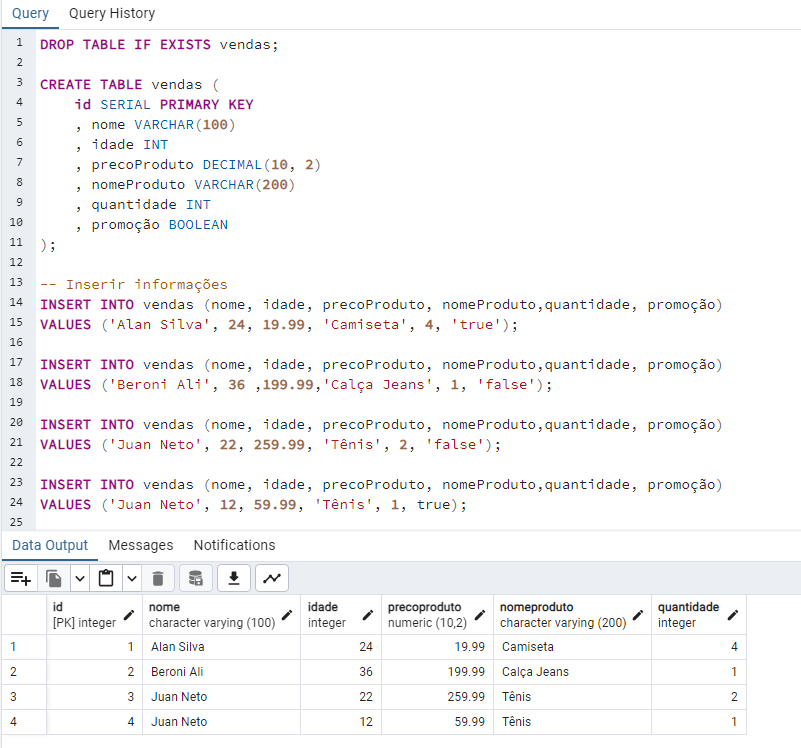 Query Query History
1 DROP TABLE IF EXISTS vendas;
2
3 CREATE TABLE vendas (
4 id SERIAL PRIMARY KEY
5 , nome VARCHAR(100)
6 , idade INT
7 , precoProduto DECIMAL(10, 2)
8 , nomeProduto VARCHAR(200)
9 , quantidade INT
10 , promoção BOOLEAN
11 );
12
13 -- Inserir informações
14 INSERT INTO vendas (nome, idade, precoProduto, nomeProduto,quantidade, promoção)
15 VALUES ('Alan Silva', 24, 19.99, 'Camiseta', 4, 'true');
16
17 INSERT INTO vendas (nome, idade, precoProduto, nomeProduto,quantidade, promoção)
18 VALUES ('Beroni Ali', 36 ,199.99,'Calça Jeans', 1, 'false');
19
20 INSERT INTO vendas (nome, idade, precoProduto, nomeProduto,quantidade, promoção)
21 VALUES ('Juan Neto', 22, 259.99, 'Tênis', 2, 'false');
22
23 INSERT INTO vendas (nome, idade, precoProduto, nomeProduto,quantidade, promoção)
24 VALUES ('Juan Neto', 12, 59.99, 'Tênis', 1, true);
25
Data Output Messages Notifications
id nome idade precoproduto nomeproduto quantidade
[PK] integer character varying (100) integer numeric (10,2) character varying (200) integer
1 1 Alan Silva 24 19.99 Camiseta 4
2 2 Beroni Ali 36 199.99 Calça Jeans 1
3 3 Juan Neto 22 259.99 Tênis 2
4 4 Juan Neto 12 59.99 Tênis 1